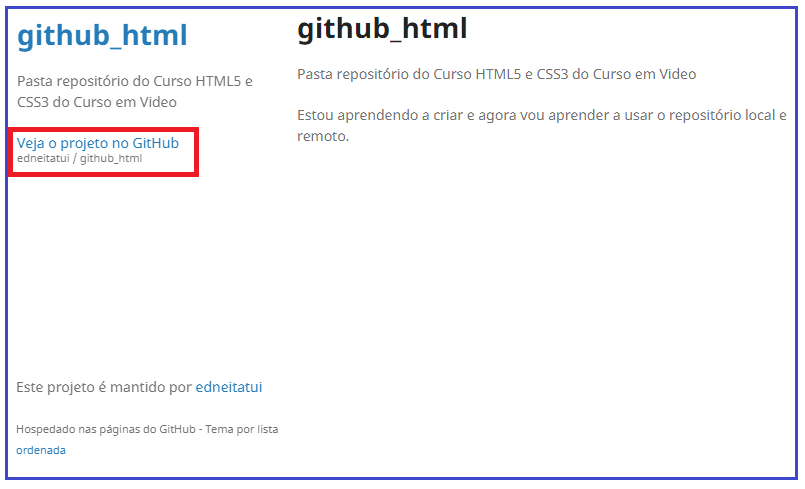 github_html
Pasta repositório do Curso HTML5 e
CSS3 do Curso em Video
Veja o projeto no GitHub
edneitatui / github_html
Este projeto é mantido por edneitatui
Hospedado nas páginas do GitHub - Tema por lista
ordenada
github_html
Pasta repositório do Curso HTML5 e CSS3 do Curso em Video
Estou aprendendo a criar e agora vou aprender a usar o repositório local e
remoto.